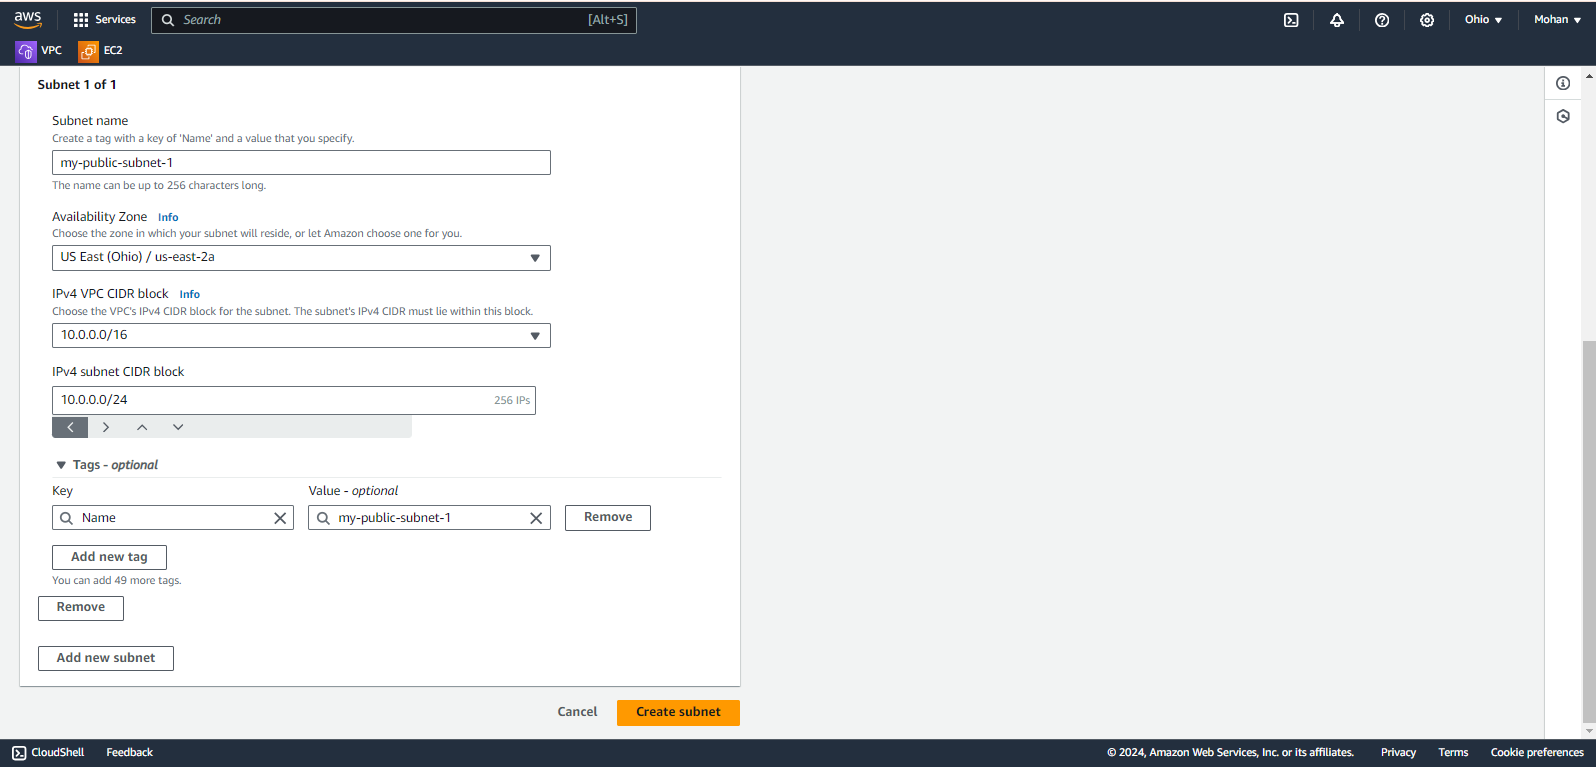 aws
Services
Search
[Alt+S]
Ohio ▼
Mohan ▼
VPC
EC2
Subnet 1 of 1
Subnet name
Create a tag with a key of 'Name' and a value that you specify.
my-public-subnet-1
The name can be up to 256 characters long.
Availability Zone Info
Choose the zone in which your subnet will reside, or let Amazon choose one for you.
US East (Ohio) / us-east-2a
IPv4 VPC CIDR block Info
Choose the VPC's IPv4 CIDR block for the subnet. The subnet's IPv4 CIDR must lie within this block.
10.0.0.0/16
IPv4 subnet CIDR block
10.0.0.0/24 256 IPs
Tags - optional
Key Value - optional
Name my-public-subnet-1 Remove
Add new tag
You can add 49 more tags.
Remove
Add new subnet
Cancel Create subnet
CloudShell Feedback © 2024, Amazon Web Services, Inc. or its affiliates. Privacy Terms Cookie preferences